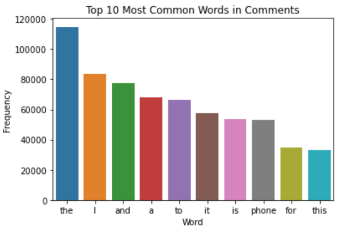 Top 10 Most Common Words in Comments
120000
100000
80000
60000
40000
20000
0
Frequency
the I and a to it is phone for this
Word